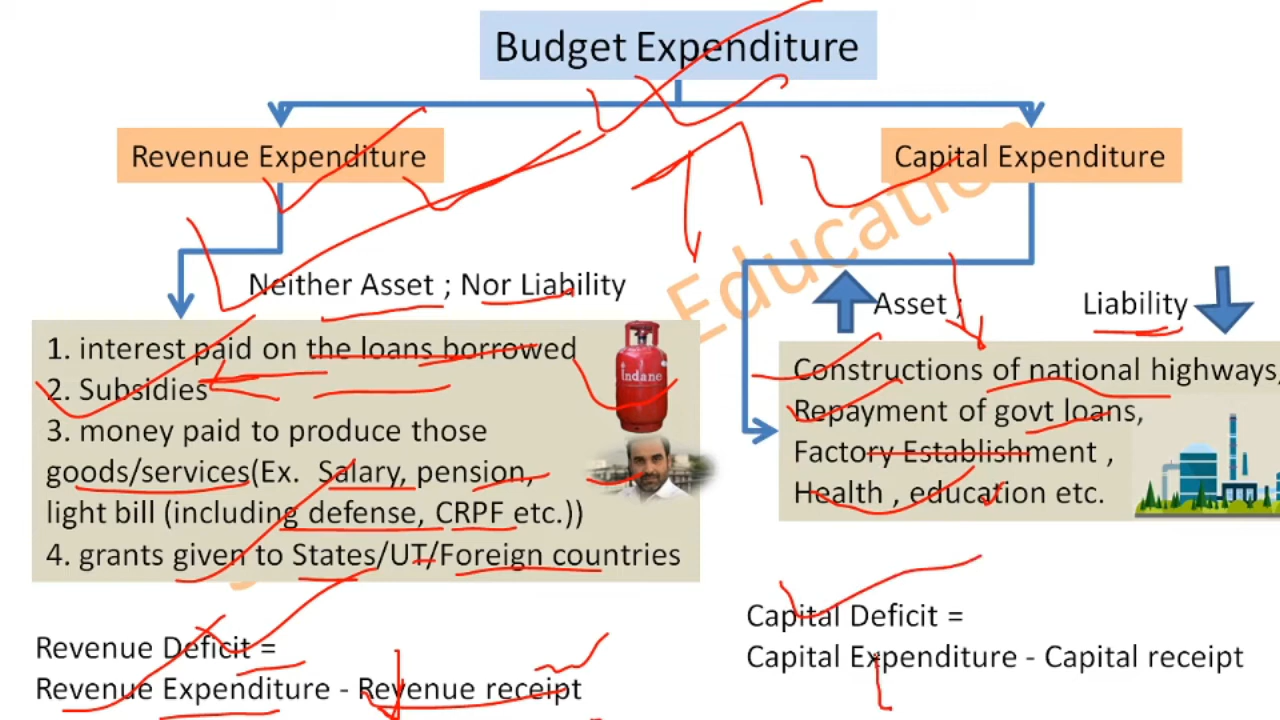 Budget Expenditure
Revenue Expenditure
Capital Expenditure
Education
Neither Asset ; Nor Liability
1. interest paid on the loans borrowed
2. Subsidies
3. money paid to produce those
goods/services(Ex. Salary, pension,
light bill (including defense, CRPF etc.))
4. grants given to States/UT/Foreign countries
Indane
Revenue Deficit =
Revenue Expenditure - Revenue receipt
Asset ; Liability
Constructions of national highways,
Repayment of govt loans,
Factory Establishment ,
Health , education etc.
Capital Deficit =
Capital Expenditure - Capital receipt